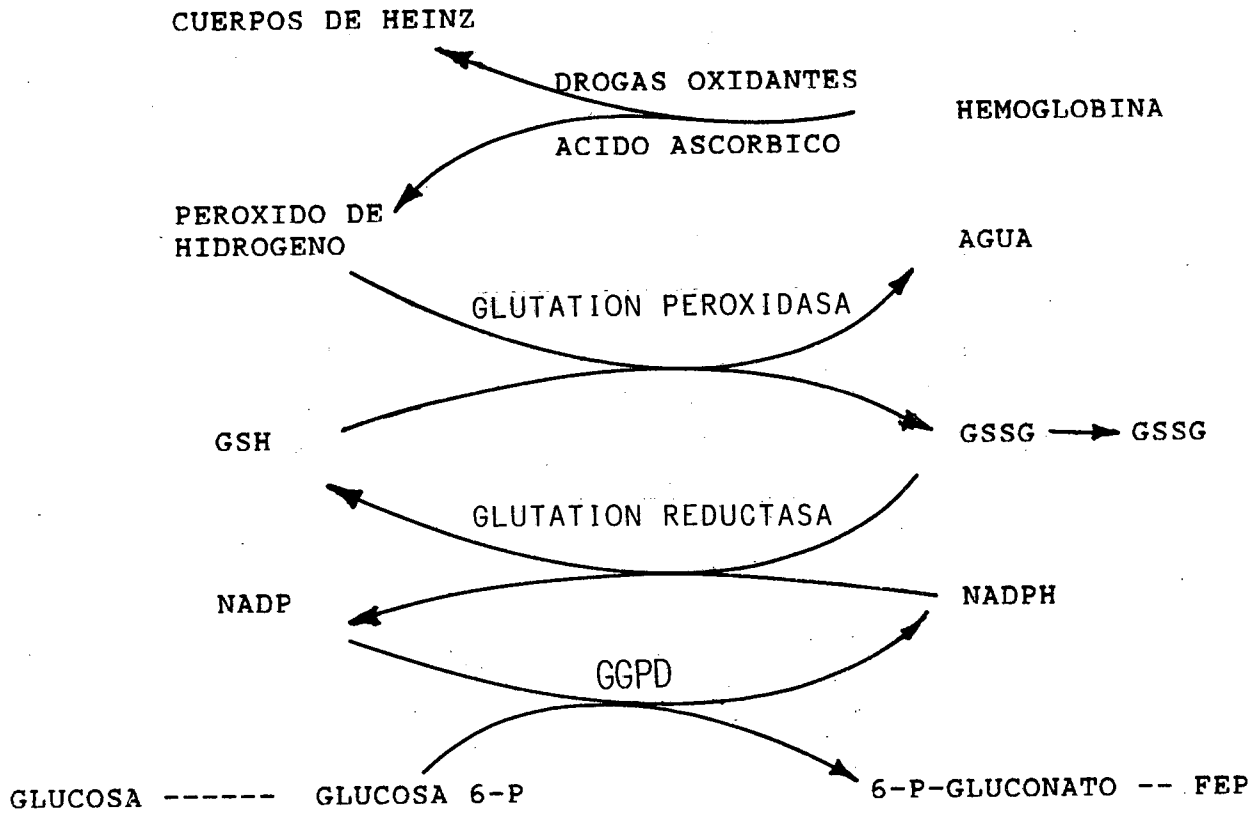 CUERPOS DE HEINZ
DROGAS OXIDANTES
HEMOGLOBINA
ACIDO ASCORBICO
PEROXIDO DE
HIDROGENO
AGUA
GLUTATION PEROXIDASA
GSH
GSSG
GSSG
GLUTATION REDUCTASA
NADP
NADPH
GGPD
GLUCOSA ------ GLUCOSA 6-P
6-P-GLUCONATO -- FEP